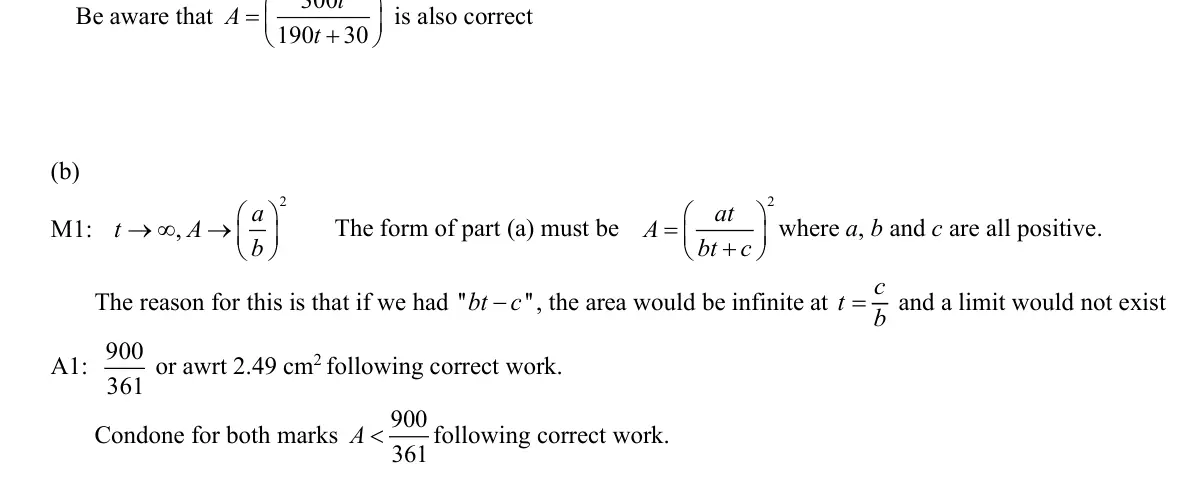 Be aware that A = (300t / (190t + 30)) is also correct
(b)
M1: t → ∞, A → (a/b)² The form of part (a) must be A = (at / (bt + c))² where a, b and c are all positive.
The reason for this is that if we had "bt − c", the area would be infinite at t = c/b and a limit would not exist
A1: 900/361 or awrt 2.49 cm² following correct work.
Condone for both marks A < 900/361 following correct work.